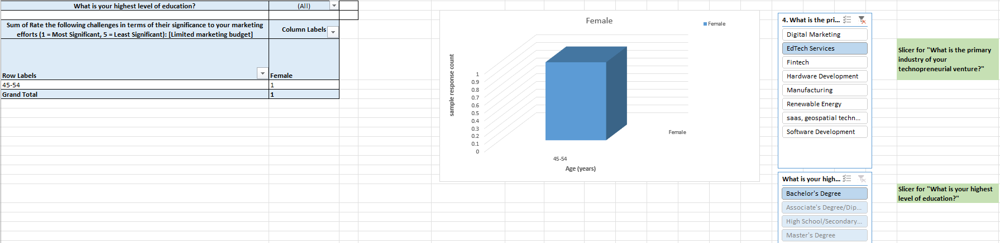 What is your highest level of education?
(All)
Sum of Rate the following challenges in terms of their significance to your marketing
efforts (1 = Most Significant, 5 = Least Significant): [Limited marketing budget]
Column Labels
Row Labels
Female
45-54
1
Grand Total
1
Female
Female
sample response count
1
0.9
0.8
0.7
0.6
0.5
0.4
0.3
0.2
0.1
0
Female
45-54
Age (years)
4. What is the pri...
Digital Marketing
EdTech Services
Fintech
Hardware Development
Manufacturing
Renewable Energy
saas, geospatial techn...
Software Development
Slicer for "What is the primary
industry of your
technopreneurial venture?"
What is your high...
Bachelor's Degree
Associate's Degree/Dip...
High School/Secondary...
Master's Degree
Slicer for "What is your highest
level of education?"